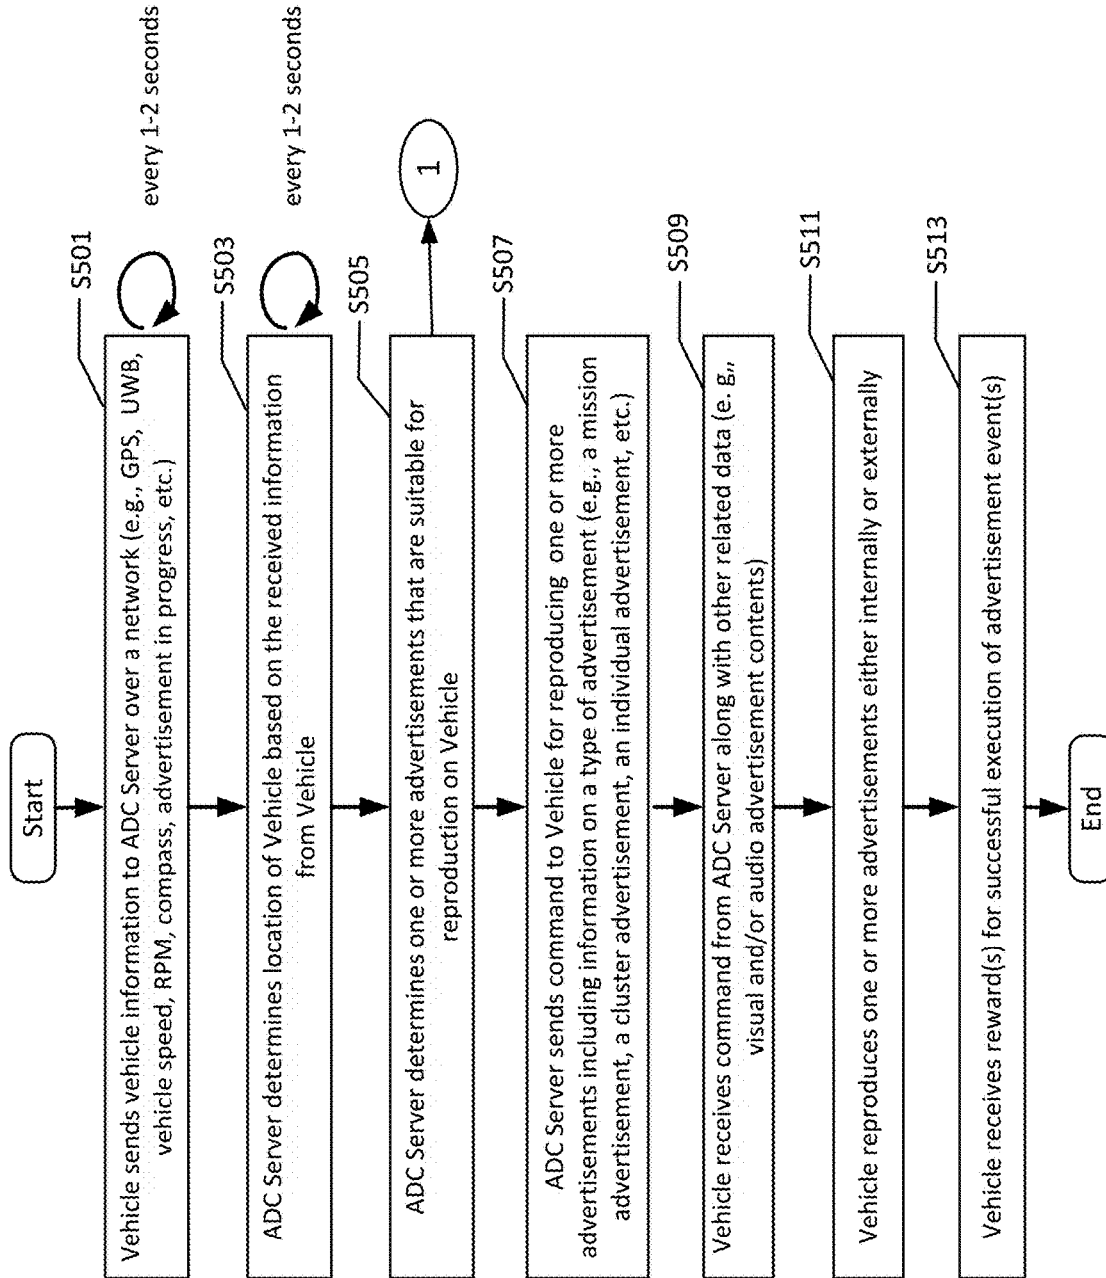 Start
S501
Vehicle sends vehicle information to ADC Server over a network (e.g., GPS, UWB,
vehicle speed, RPM, compass, advertisement in progress, etc.)
every 1-2 seconds
S503
ADC Server determines location of Vehicle based on the received information
from Vehicle
every 1-2 seconds
S505
ADC Server determines one or more advertisements that are suitable for
reproduction on Vehicle
1
S507
ADC Server sends command to Vehicle for reproducing one or more
advertisements including information on a type of advertisement (e.g., a mission
advertisement, a cluster advertisement, an individual advertisement, etc.)
S509
Vehicle receives command from ADC Server along with other related data (e. g.,
visual and/or audio advertisement contents)
S511
Vehicle reproduces one or more advertisements either internally or externally
S513
Vehicle receives reward(s) for successful execution of advertisement event(s)
End